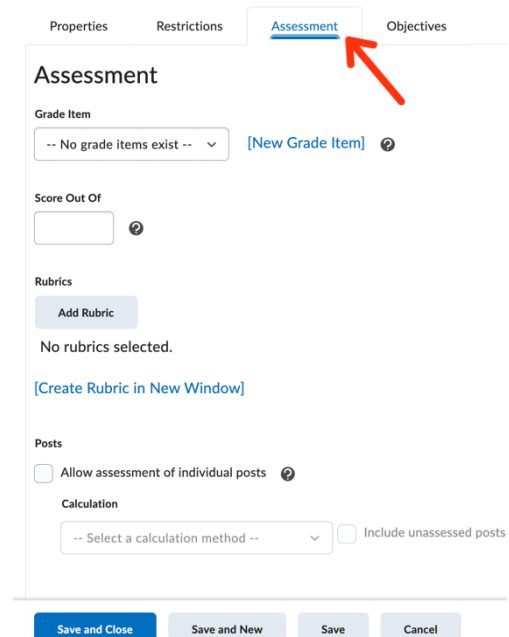 Properties Restrictions Assessment Objectives
Assessment
Grade Item
-- No grade items exist -- [New Grade Item]
Score Out Of
Rubrics
Add Rubric
No rubrics selected.
[Create Rubric in New Window]
Posts
Allow assessment of individual posts
Calculation
-- Select a calculation method -- Include unassessed posts
Save and Close Save and New Save Cancel